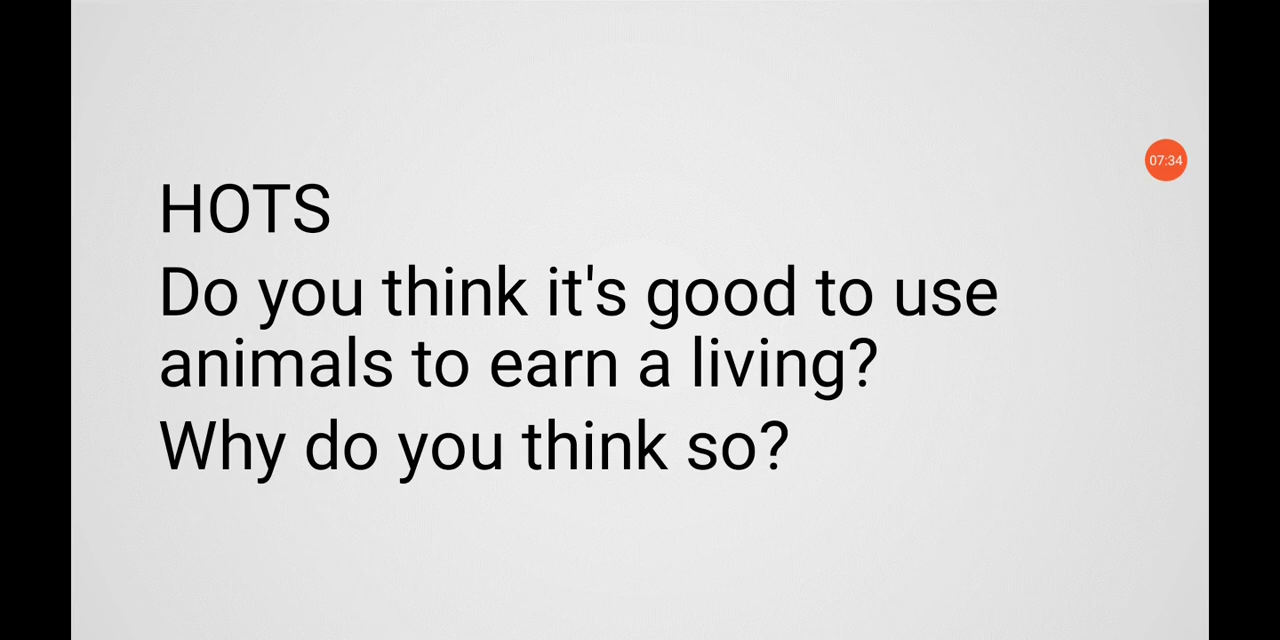 HOTS
Do you think it's good to use
animals to earn a living?
Why do you think so?
07:34